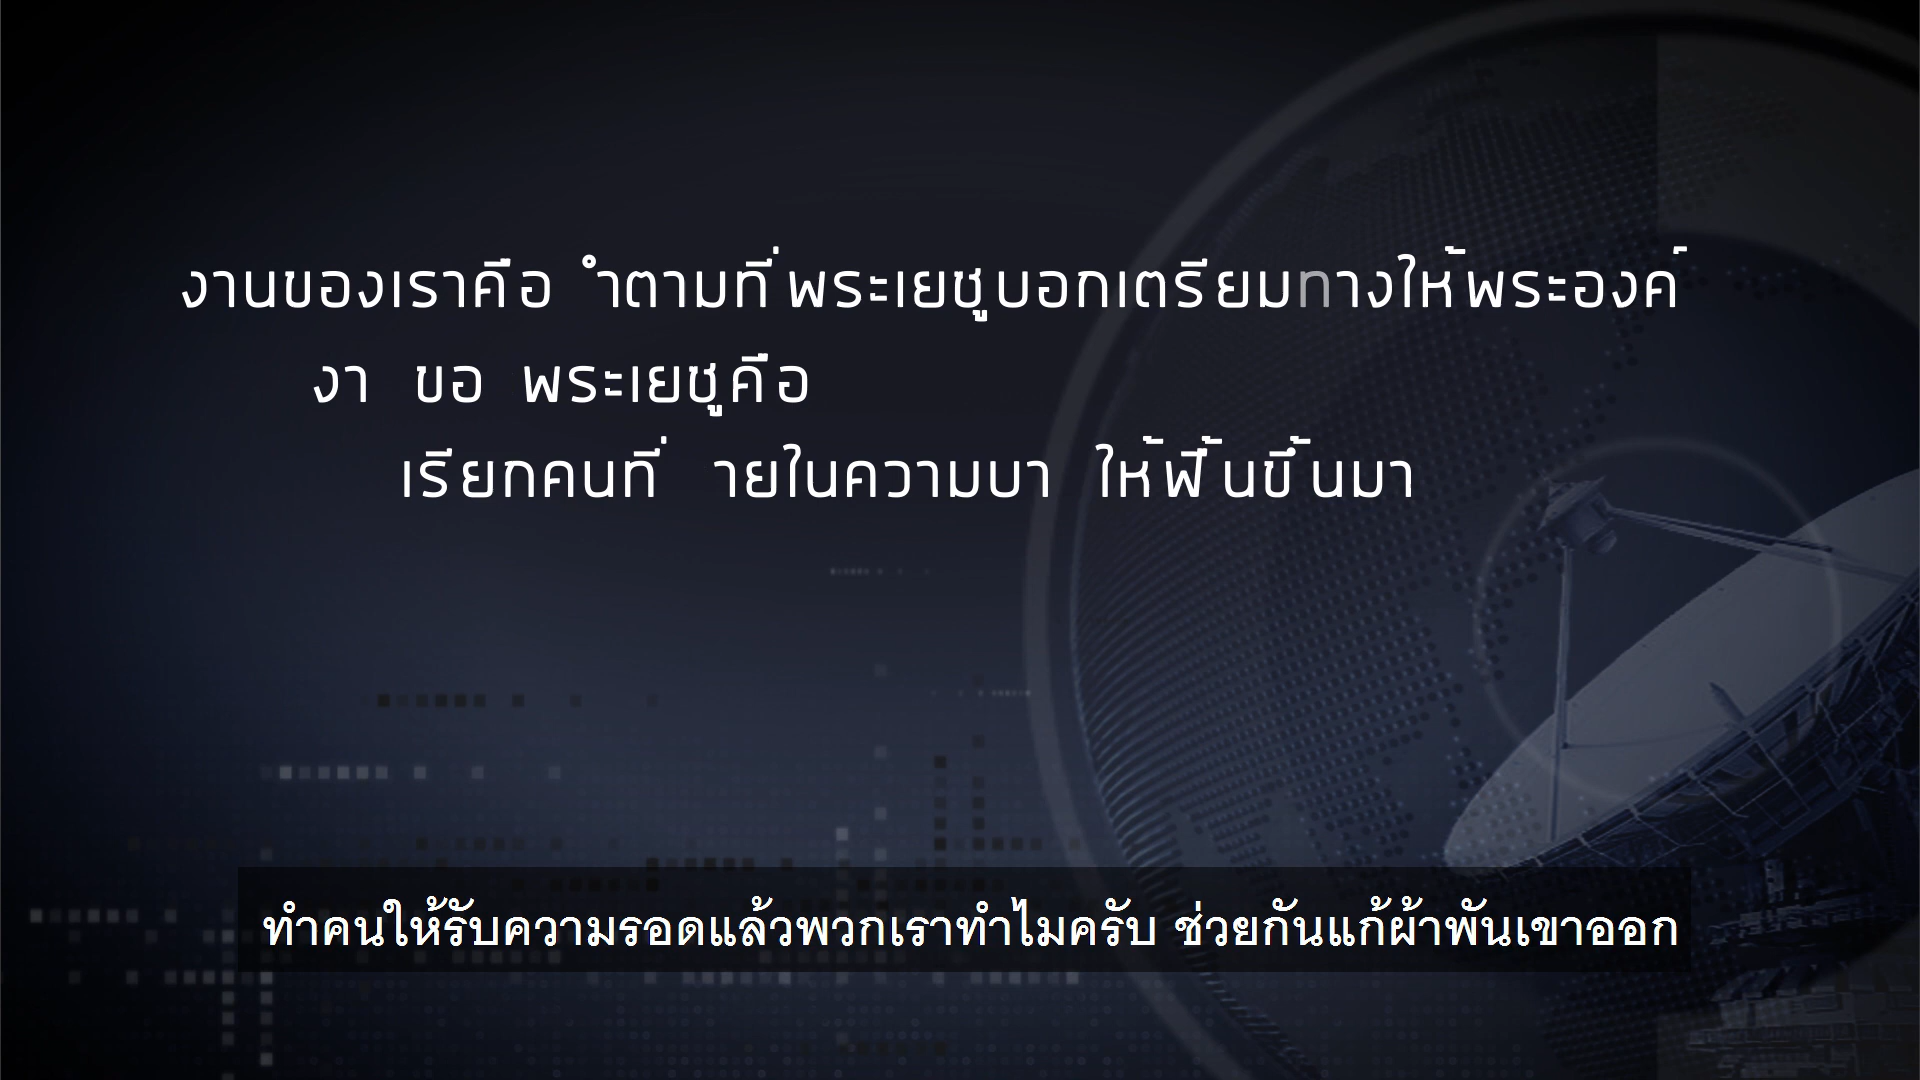 งานของเราคือ ำตามที่พระเยซูบอกเตรียมทางให้พระองค์
งา ขอ พระเยซูคือ
เรียกคนที่ ายในความบา ให้ฟื้นขึ้นมา
ทำคนให้รับความรอดแล้วพวกเราทำไมครับ ช่วยกันแก้ผ้าพันเขาออก